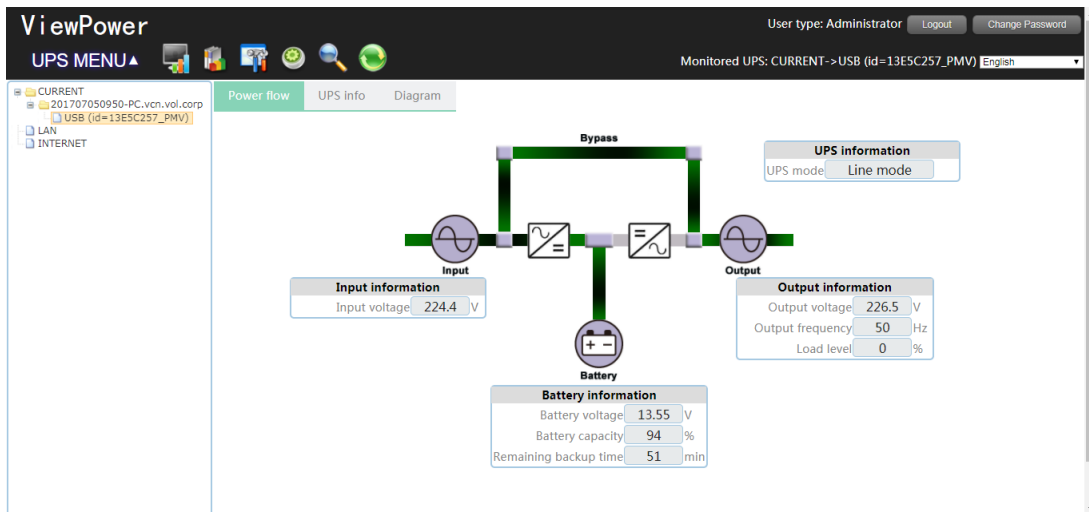 ViewPower
User type: Administrator Logout Change Password
UPS MENU▲
Monitored UPS: CURRENT->USB (id=13E5C257_PMV) English
CURRENT
201707050950-PC.vcn.vol.corp
USB (id=13E5C257_PMV)
LAN
INTERNET
Power flow UPS info Diagram
Bypass
UPS information
UPS mode Line mode
Input
Output
Input information
Input voltage 224.4 V
Output information
Output voltage 226.5 V
Output frequency 50 Hz
Load level 0 %
Battery
Battery information
Battery voltage 13.55 V
Battery capacity 94 %
Remaining backup time 51 min